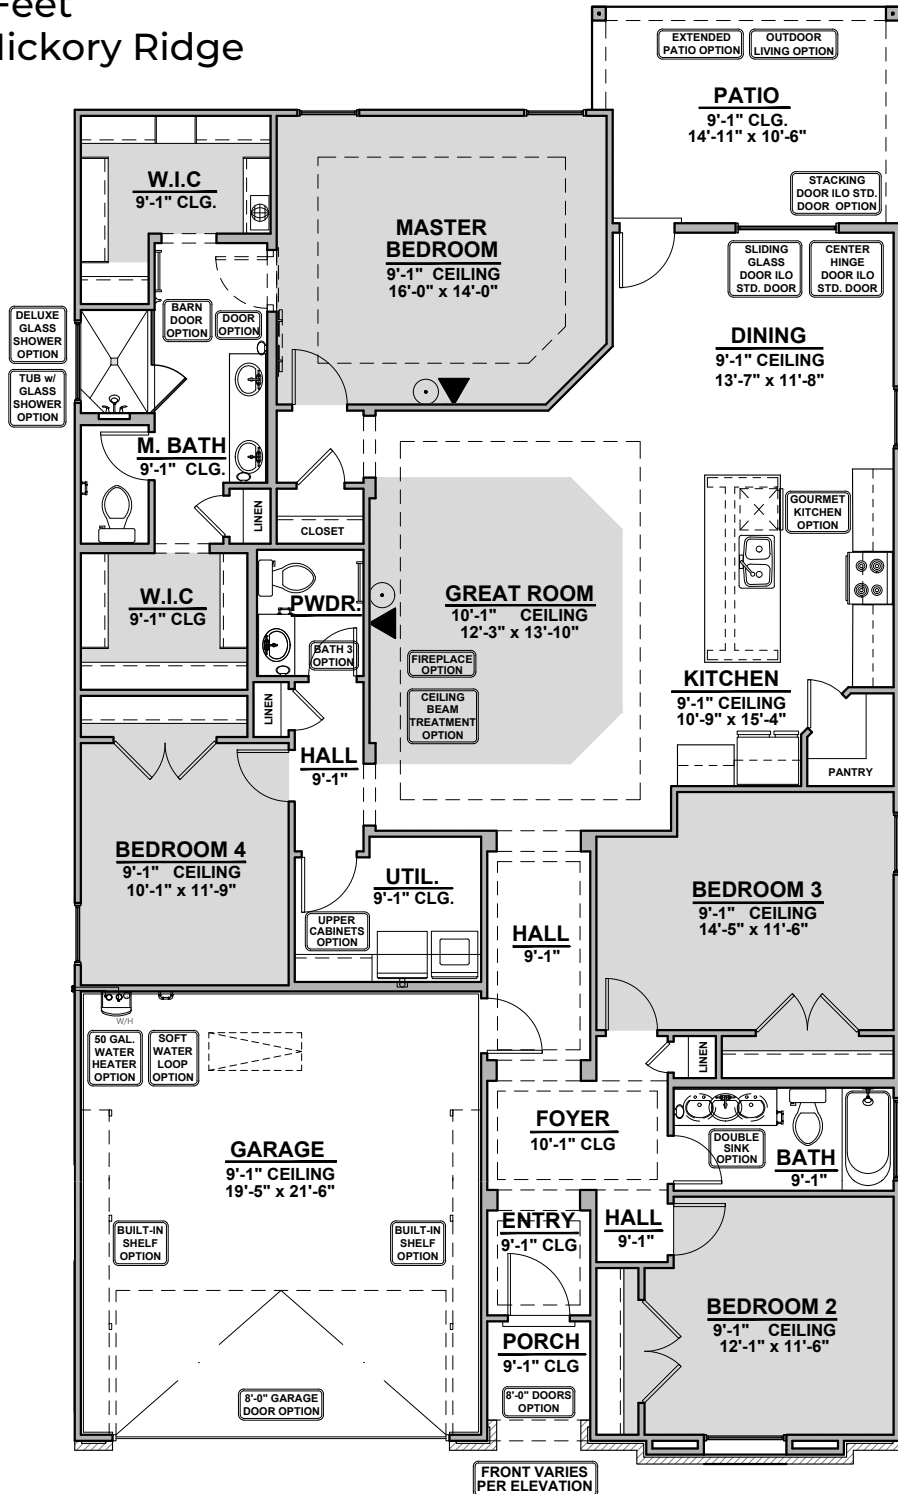 Feet
Hickory Ridge
EXTENDED
PATIO OPTION
OUTDOOR
LIVING OPTION
PATIO
9'-1" CLG.
14'-11" x 10'-6"
STACKING
DOOR ILO STD.
DOOR OPTION
W.I.C
9'-1" CLG.
MASTER
BEDROOM
9'-1" CEILING
16'-0" x 14'-0"
SLIDING
GLASS
DOOR ILO
STD. DOOR
CENTER
HINGE
DOOR ILO
STD. DOOR
DELUXE
GLASS
SHOWER
OPTION
BARN
DOOR
OPTION
DOOR
OPTION
DINING
9'-1" CEILING
13'-7" x 11'-8"
TUB w/
GLASS
SHOWER
OPTION
M. BATH
9'-1" CLG.
LINEN
CLOSET
GOURMET
KITCHEN
OPTION
W.I.C
9'-1" CLG
PWDR.
BATH 3
OPTION
GREAT ROOM
10'-1" CEILING
12'-3" x 13'-10"
FIREPLACE
OPTION
CEILING
BEAM
TREATMENT
OPTION
KITCHEN
9'-1" CEILING
10'-9" x 15'-4"
LINEN
HALL
9'-1"
PANTRY
BEDROOM 4
9'-1" CEILING
10'-1" x 11'-9"
UTIL.
9'-1" CLG.
UPPER
CABINETS
OPTION
HALL
9'-1"
BEDROOM 3
9'-1" CEILING
14'-5" x 11'-6"
W/H
50 GAL.
WATER
HEATER
OPTION
SOFT
WATER
LOOP
OPTION
LINEN
GARAGE
9'-1" CEILING
19'-5" x 21'-6"
FOYER
10'-1" CLG
DOUBLE
SINK
OPTION
BATH
9'-1"
BUILT-IN
SHELF
OPTION
BUILT-IN
SHELF
OPTION
ENTRY
9'-1" CLG
HALL
9'-1"
BEDROOM 2
9'-1" CEILING
12'-1" x 11'-6"
PORCH
9'-1" CLG
8'-0" DOORS
OPTION
8'-0" GARAGE
DOOR OPTION
FRONT VARIES
PER ELEVATION